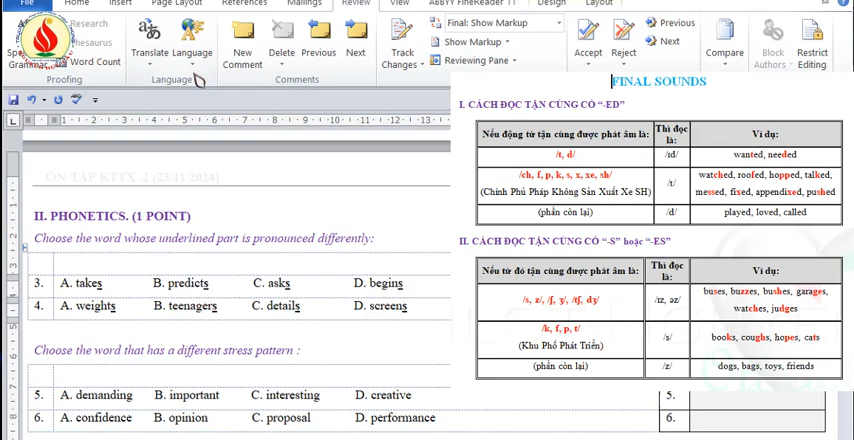 File Home Insert Page Layout References Mailings Review View ABBYY FineReader 11 Design Layout
Research
Thesaurus
Grammar Word Count
Proofing
Translate Language
Language
New Comment Delete Previous Next
Comments
Track Changes
Final: Show Markup
Show Markup
Reviewing Pane
Accept Reject
Previous
Next
Compare
Block Authors
Restrict Editing
ÔN TẬP KTTX -2 (23/11/2024)
II. PHONETICS. (1 POINT)
Choose the word whose underlined part is pronounced differently:
3. A. takes B. predicts C. asks D. begins
4. A. weights B. teenagers C. details D. screens
Choose the word that has a different stress pattern :
5. A. demanding B. important C. interesting D. creative 5.
6. A. confidence B. opinion C. proposal D. performance 6.
FINAL SOUNDS
I. CÁCH ĐỌC TẬN CÙNG CÓ “-ED”
Nếu động từ tận cùng được phát âm là: Thì đọc là: Ví dụ:
/t, d/ /ɪd/ wanted, needed
/ch, f, p, k, s, x, xe, sh/
(Chính Phủ Pháp Không Sản Xuất Xe SH) /t/ watched, roofed, hopped, talked,
messed, fixed, appendixed, pushed
(phần còn lại) /d/ played, loved, called
II. CÁCH ĐỌC TẬN CÙNG CÓ “-S” hoặc “-ES”
Nếu từ đó tận cùng được phát âm là: Thì đọc là: Ví dụ:
/s, z/, /ʃ, ʒ/, /tʃ, dʒ/ /ɪz, əz/ buses, buzzes, bushes, garages,
watches, judges
/k, f, p, t/
(Khu Phố Phát Triển) /s/ books, coughs, hopes, cats
(phần còn lại) /z/ dogs, bags, toys, friends